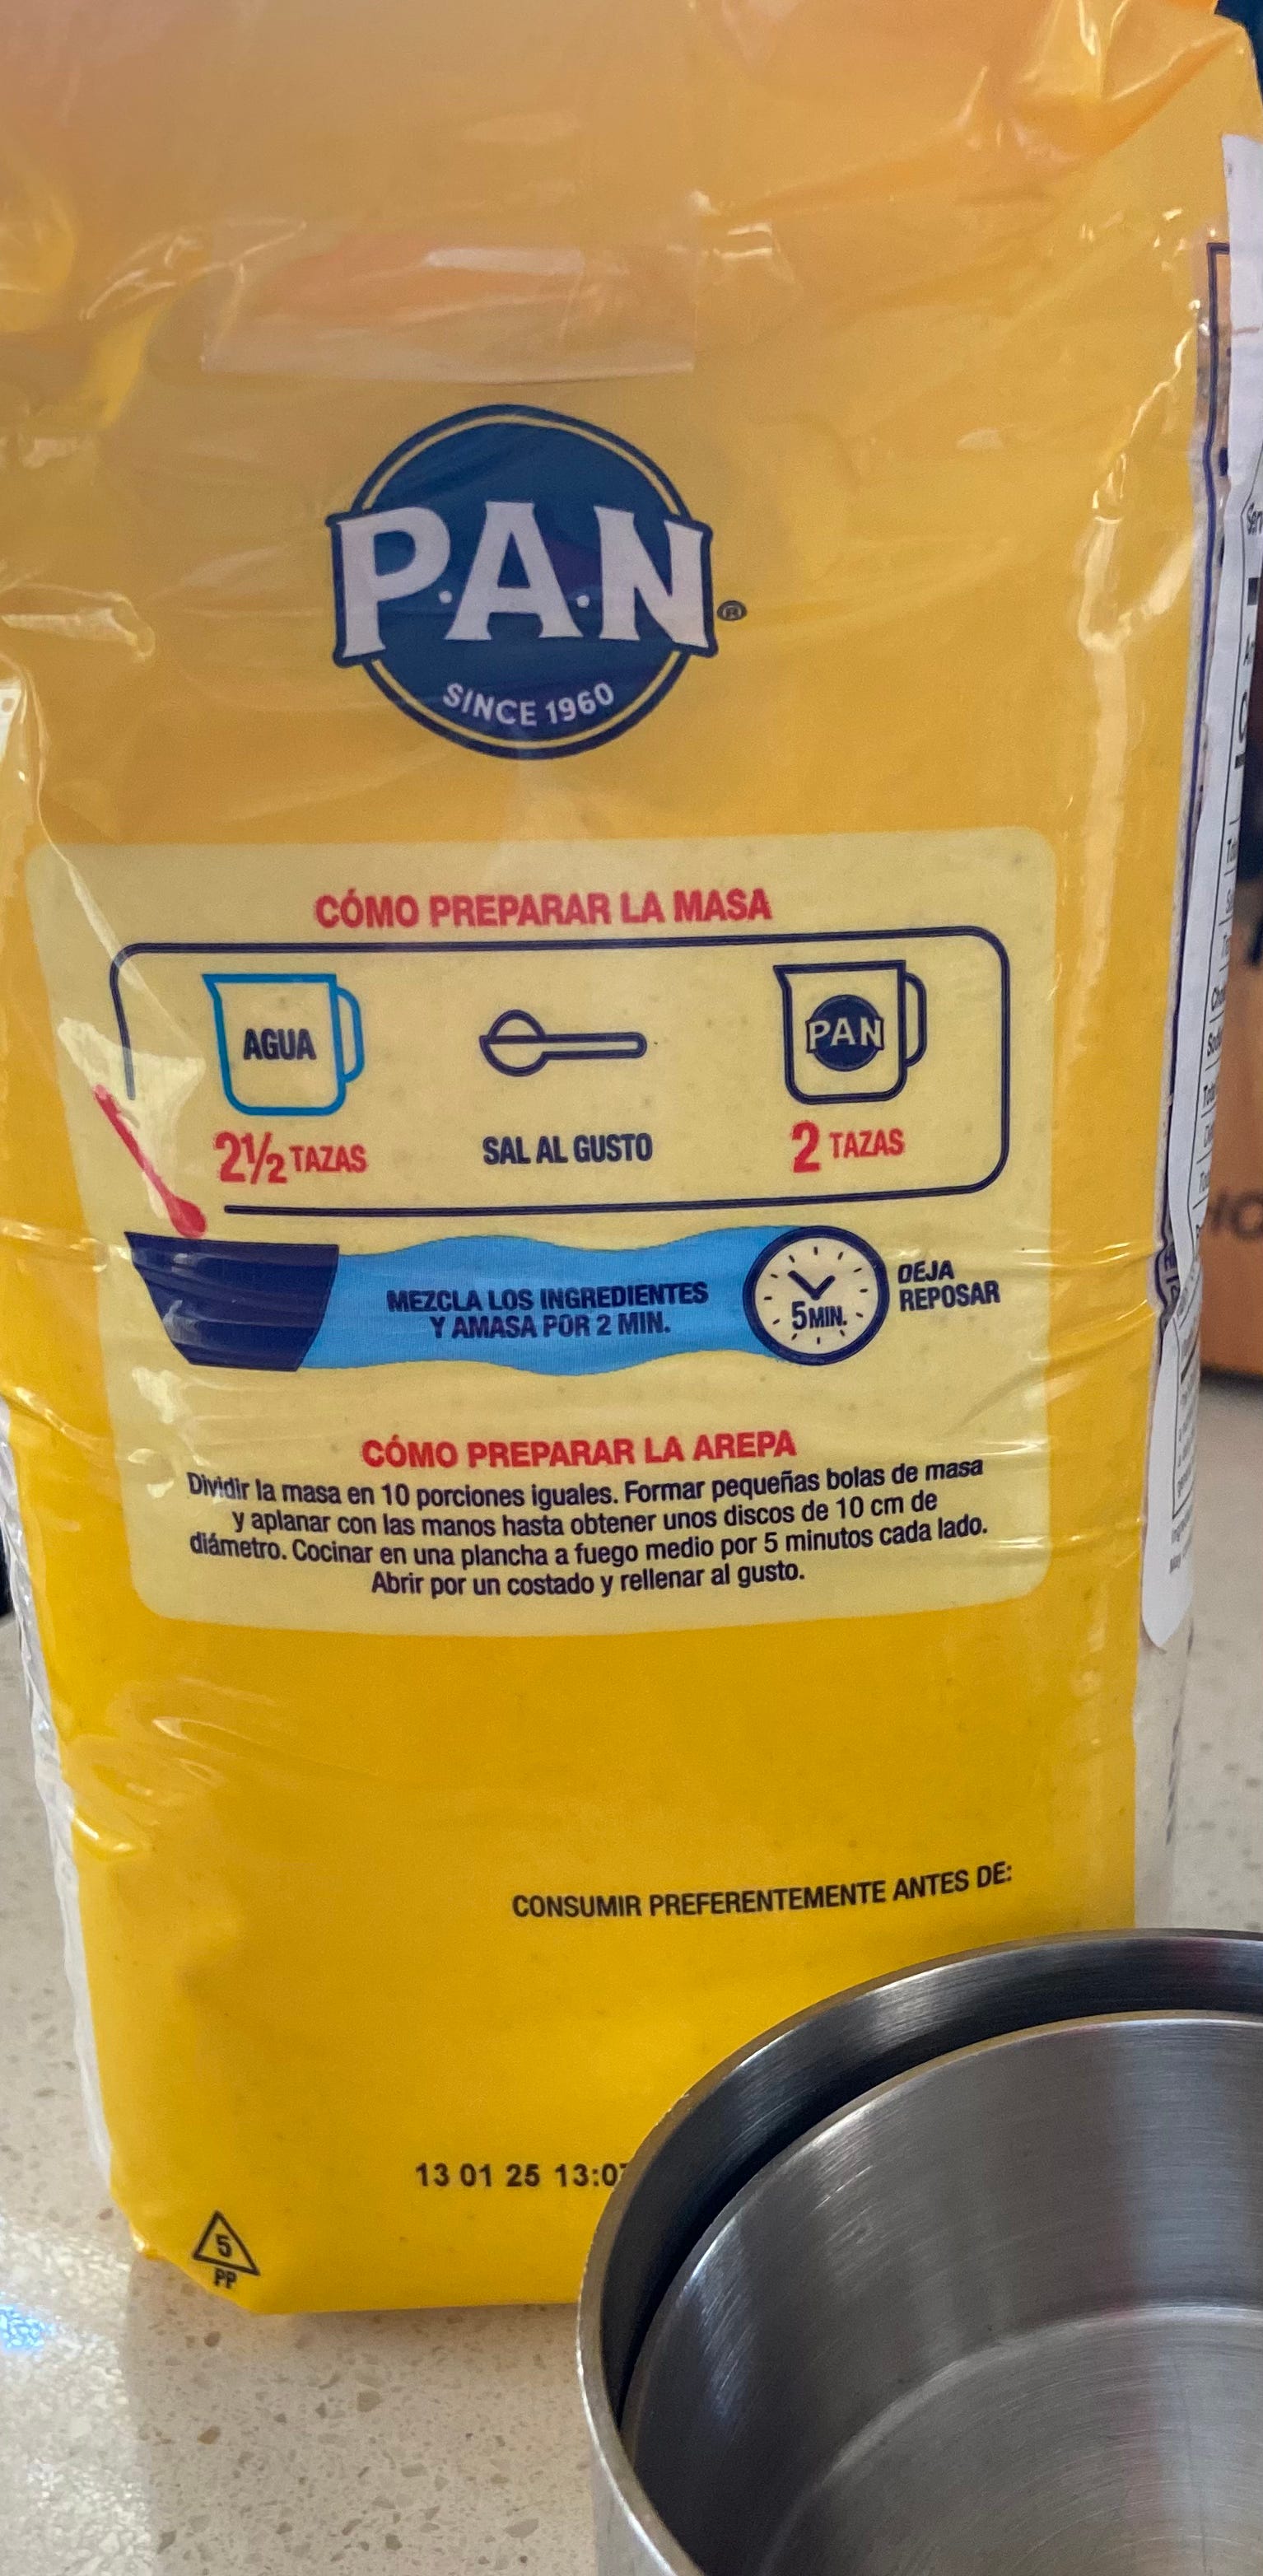 P.A.N
®
SINCE 1960
CÓMO PREPARAR LA MASA
AGUA
PAN
2½ TAZAS
SAL AL GUSTO
2 TAZAS
MEZCLA LOS INGREDIENTES
Y AMASA POR 2 MIN.
5 MIN.
DEJA
REPOSAR
CÓMO PREPARAR LA AREPA
Dividir la masa en 10 porciones iguales. Formar pequeñas bolas de masa
y aplanar con las manos hasta obtener unos discos de 10 cm de
diámetro. Cocinar en una plancha a fuego medio por 5 minutos cada lado.
Abrir por un costado y rellenar al gusto.
CONSUMIR PREFERENTEMENTE ANTES DE:
13 01 25 13:0
5
PP